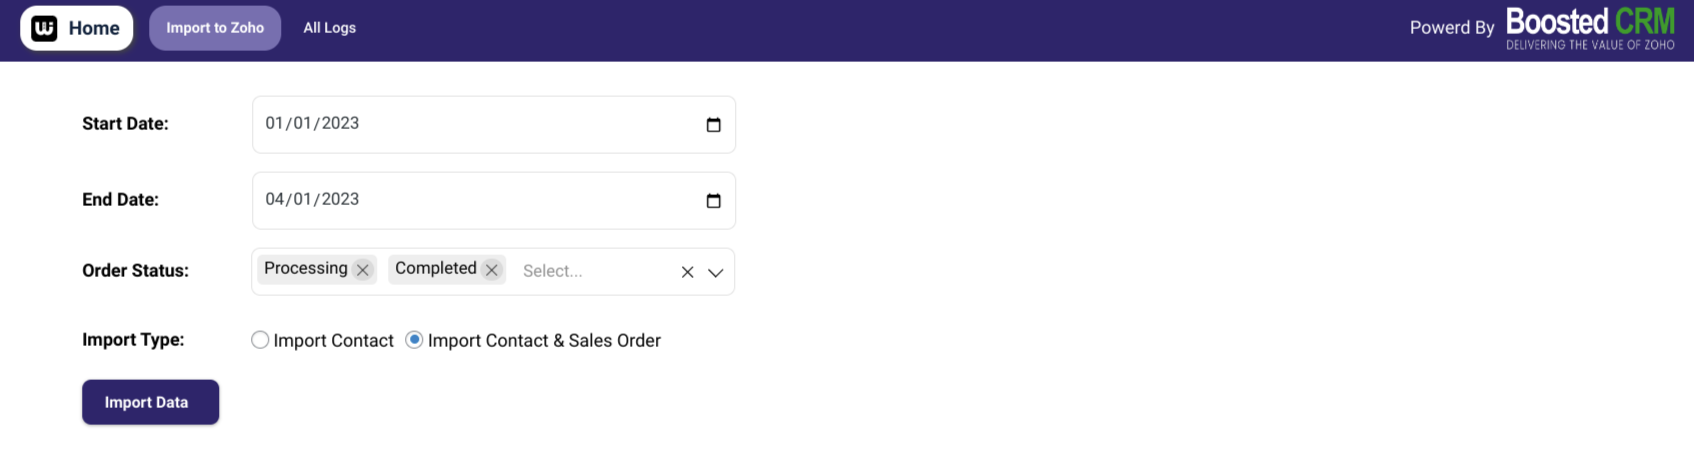 Home Import to Zoho All Logs Powerd By Boosted CRM
DELIVERING THE VALUE OF ZOHO
Start Date: 01/01/2023
End Date: 04/01/2023
Order Status: Processing Completed Select...
Import Type: Import Contact Import Contact & Sales Order
Import Data